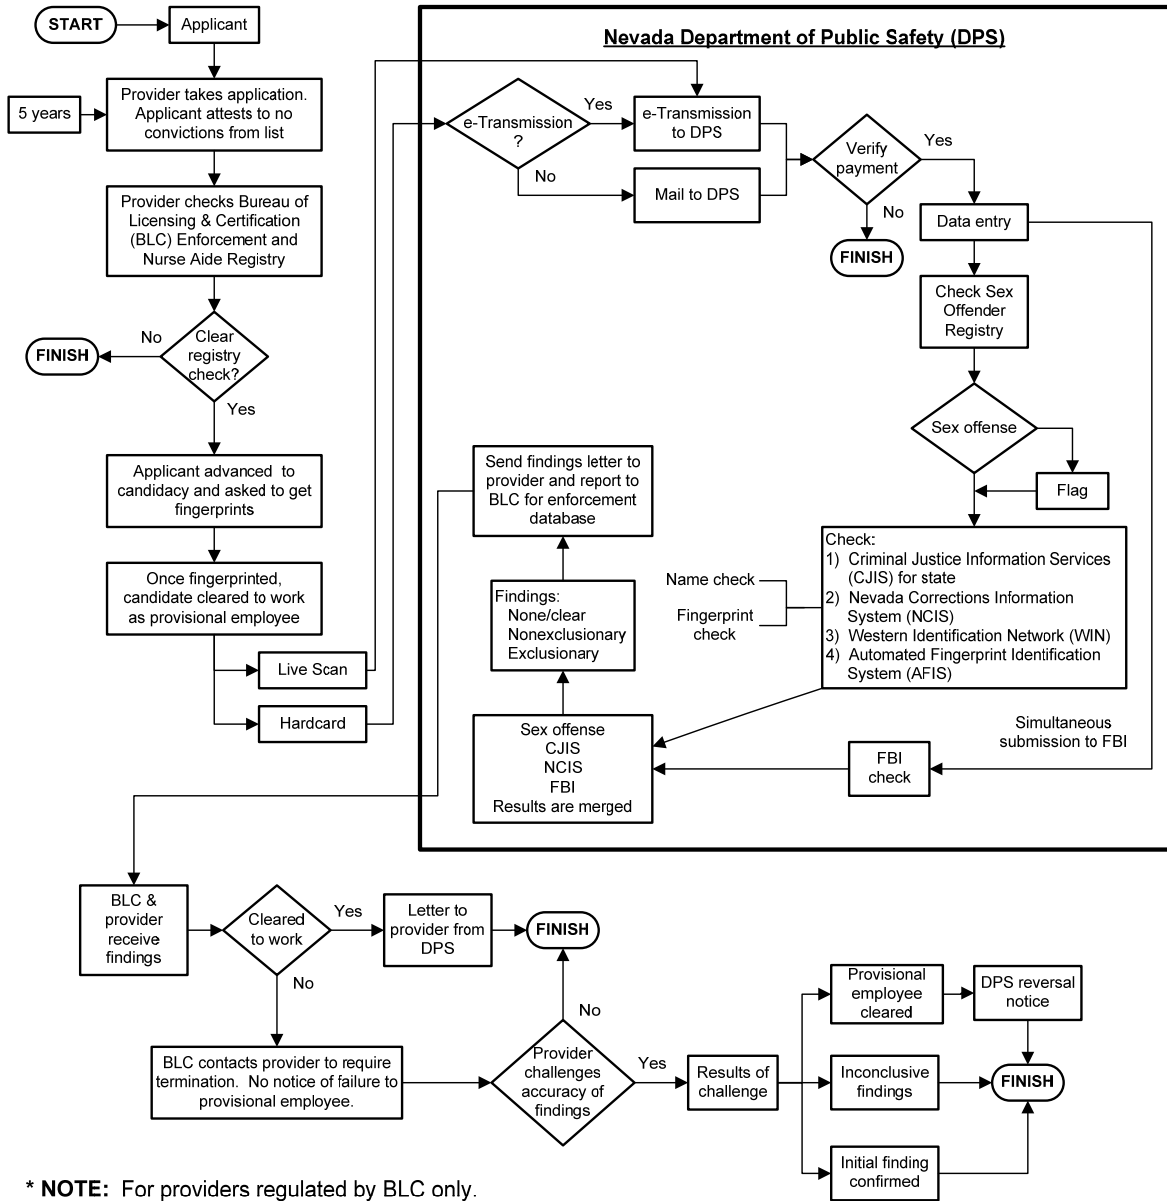 START
Applicant
5 years
Provider takes application.
Applicant attests to no
convictions from list
Provider checks Bureau of
Licensing & Certification
(BLC) Enforcement and
Nurse Aide Registry
Clear
registry
check?
No
FINISH
Yes
Applicant advanced to
candidacy and asked to get
fingerprints
Once fingerprinted,
candidate cleared to work
as provisional employee
Live Scan
Hardcard
Nevada Department of Public Safety (DPS)
e-Transmission
?
Yes
e-Transmission
to DPS
No
Mail to DPS
Verify
payment
Yes
No
FINISH
Data entry
Check Sex
Offender
Registry
Sex offense
Flag
Check:
1) Criminal Justice Information Services
(CJIS) for state
2) Nevada Corrections Information
System (NCIS)
3) Western Identification Network (WIN)
4) Automated Fingerprint Identification
System (AFIS)
Name check
Fingerprint
check
Simultaneous
submission to FBI
FBI
check
Sex offense
CJIS
NCIS
FBI
Results are merged
Findings:
None/clear
Nonexclusionary
Exclusionary
Send findings letter to
provider and report to
BLC for enforcement
database
BLC &
provider
receive
findings
Cleared
to work
Yes
Letter to
provider from
DPS
FINISH
No
BLC contacts provider to require
termination. No notice of failure to
provisional employee.
Provider
challenges
accuracy of
findings
No
Yes
Results of
challenge
Provisional
employee
cleared
DPS reversal
notice
Inconclusive
findings
FINISH
Initial finding
confirmed
* NOTE: For providers regulated by BLC only.